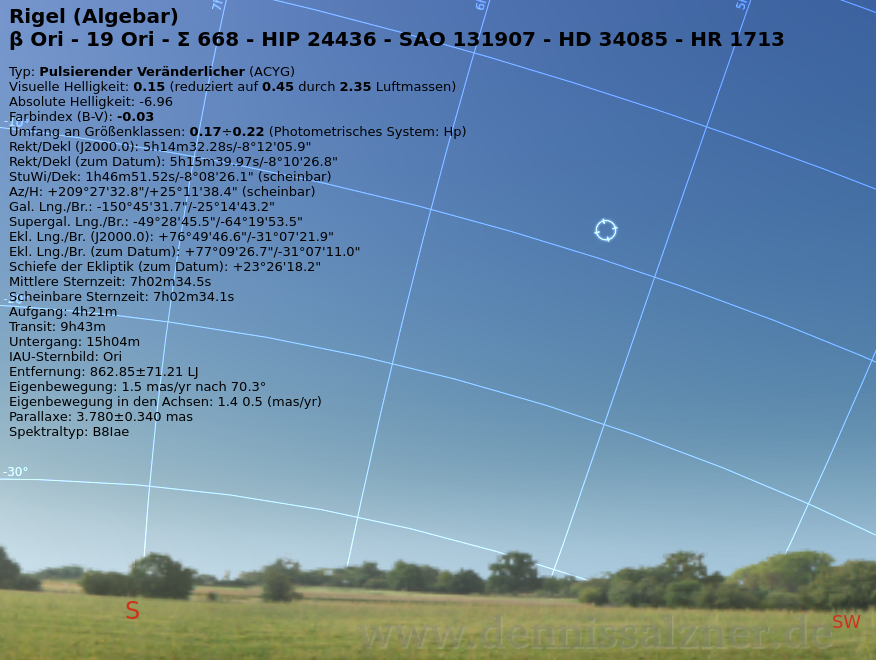 7h
6h
5h
Rigel (Algebar)
β Ori - 19 Ori - Σ 668 - HIP 24436 - SAO 131907 - HD 34085 - HR 1713
Typ: Pulsierender Veränderlicher (ACYG)
Visuelle Helligkeit: 0.15 (reduziert auf 0.45 durch 2.35 Luftmassen)
Absolute Helligkeit: -6.96
Farbindex (B-V): -0.03
-10°
Umfang an Größenklassen: 0.17÷0.22 (Photometrisches System: Hp)
Rekt/Dekl (J2000.0): 5h14m32.28s/-8°12'05.9"
Rekt/Dekl (zum Datum): 5h15m39.97s/-8°10'26.8"
StuWi/Dek: 1h46m51.52s/-8°08'26.1" (scheinbar)
Az/H: +209°27'32.8"/+25°11'38.4" (scheinbar)
Gal. Lng./Br.: -150°45'31.7"/-25°14'43.2"
Supergal. Lng./Br.: -49°28'45.5"/-64°19'53.5"
Ekl. Lng./Br. (J2000.0): +76°49'46.6"/-31°07'21.9"
Ekl. Lng./Br. (zum Datum): +77°09'26.7"/-31°07'11.0"
Schiefe der Ekliptik (zum Datum): +23°26'18.2"
Mittlere Sternzeit: 7h02m34.5s
Scheinbare Sternzeit: 7h02m34.1s
Aufgang: 4h21m
Transit: 9h43m
Untergang: 15h04m
IAU-Sternbild: Ori
Entfernung: 862.85±71.21 LJ
Eigenbewegung: 1.5 mas/yr nach 70.3°
Eigenbewegung in den Achsen: 1.4 0.5 (mas/yr)
Parallaxe: 3.780±0.340 mas
Spektraltyp: B8Iae
-30°
S
SW
www.dennissalzner.de